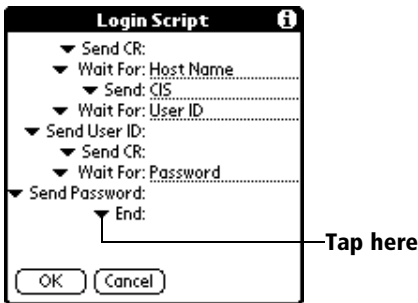 Login Script
Send CR:
Wait For: Host Name
Send: CIS
Wait For: User ID
Send User ID:
Send CR:
Wait For: Password
Send Password:
End:
Tap here
OK Cancel